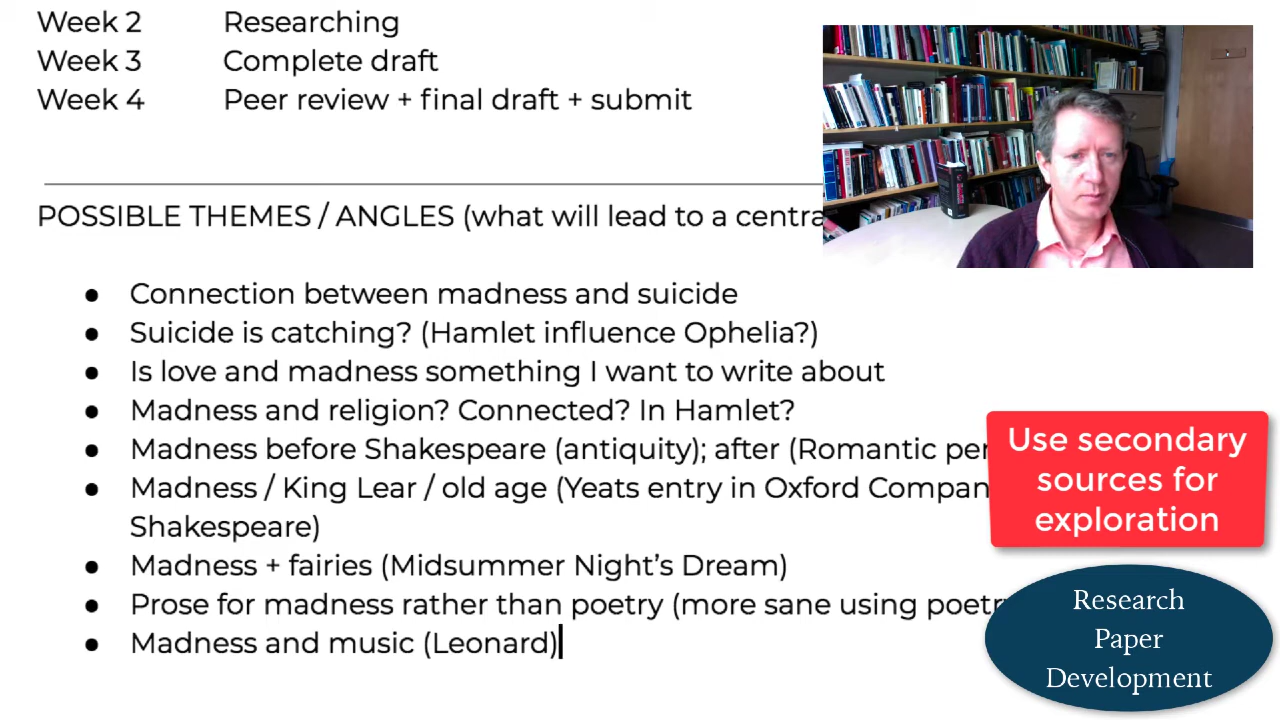 Week 2 Researching
Week 3 Complete draft
Week 4 Peer review + final draft + submit
POSSIBLE THEMES / ANGLES (what will lead to a
● Connection between madness and suicide
● Suicide is catching? (Hamlet influence Ophelia?)
● Is love and madness something I want to write about
● Madness and religion? Connected? In Hamlet?
● Madness before Shakespeare (antiquity); after (Romantic
● Madness / King Lear / old age (Yeats entry in Oxford
Shakespeare)
● Madness + fairies (Midsummer Night's Dream)
● Prose for madness rather than poetry (more sane using
● Madness and music (Leonard)
Use secondary
sources for
exploration
Research
Paper
Development